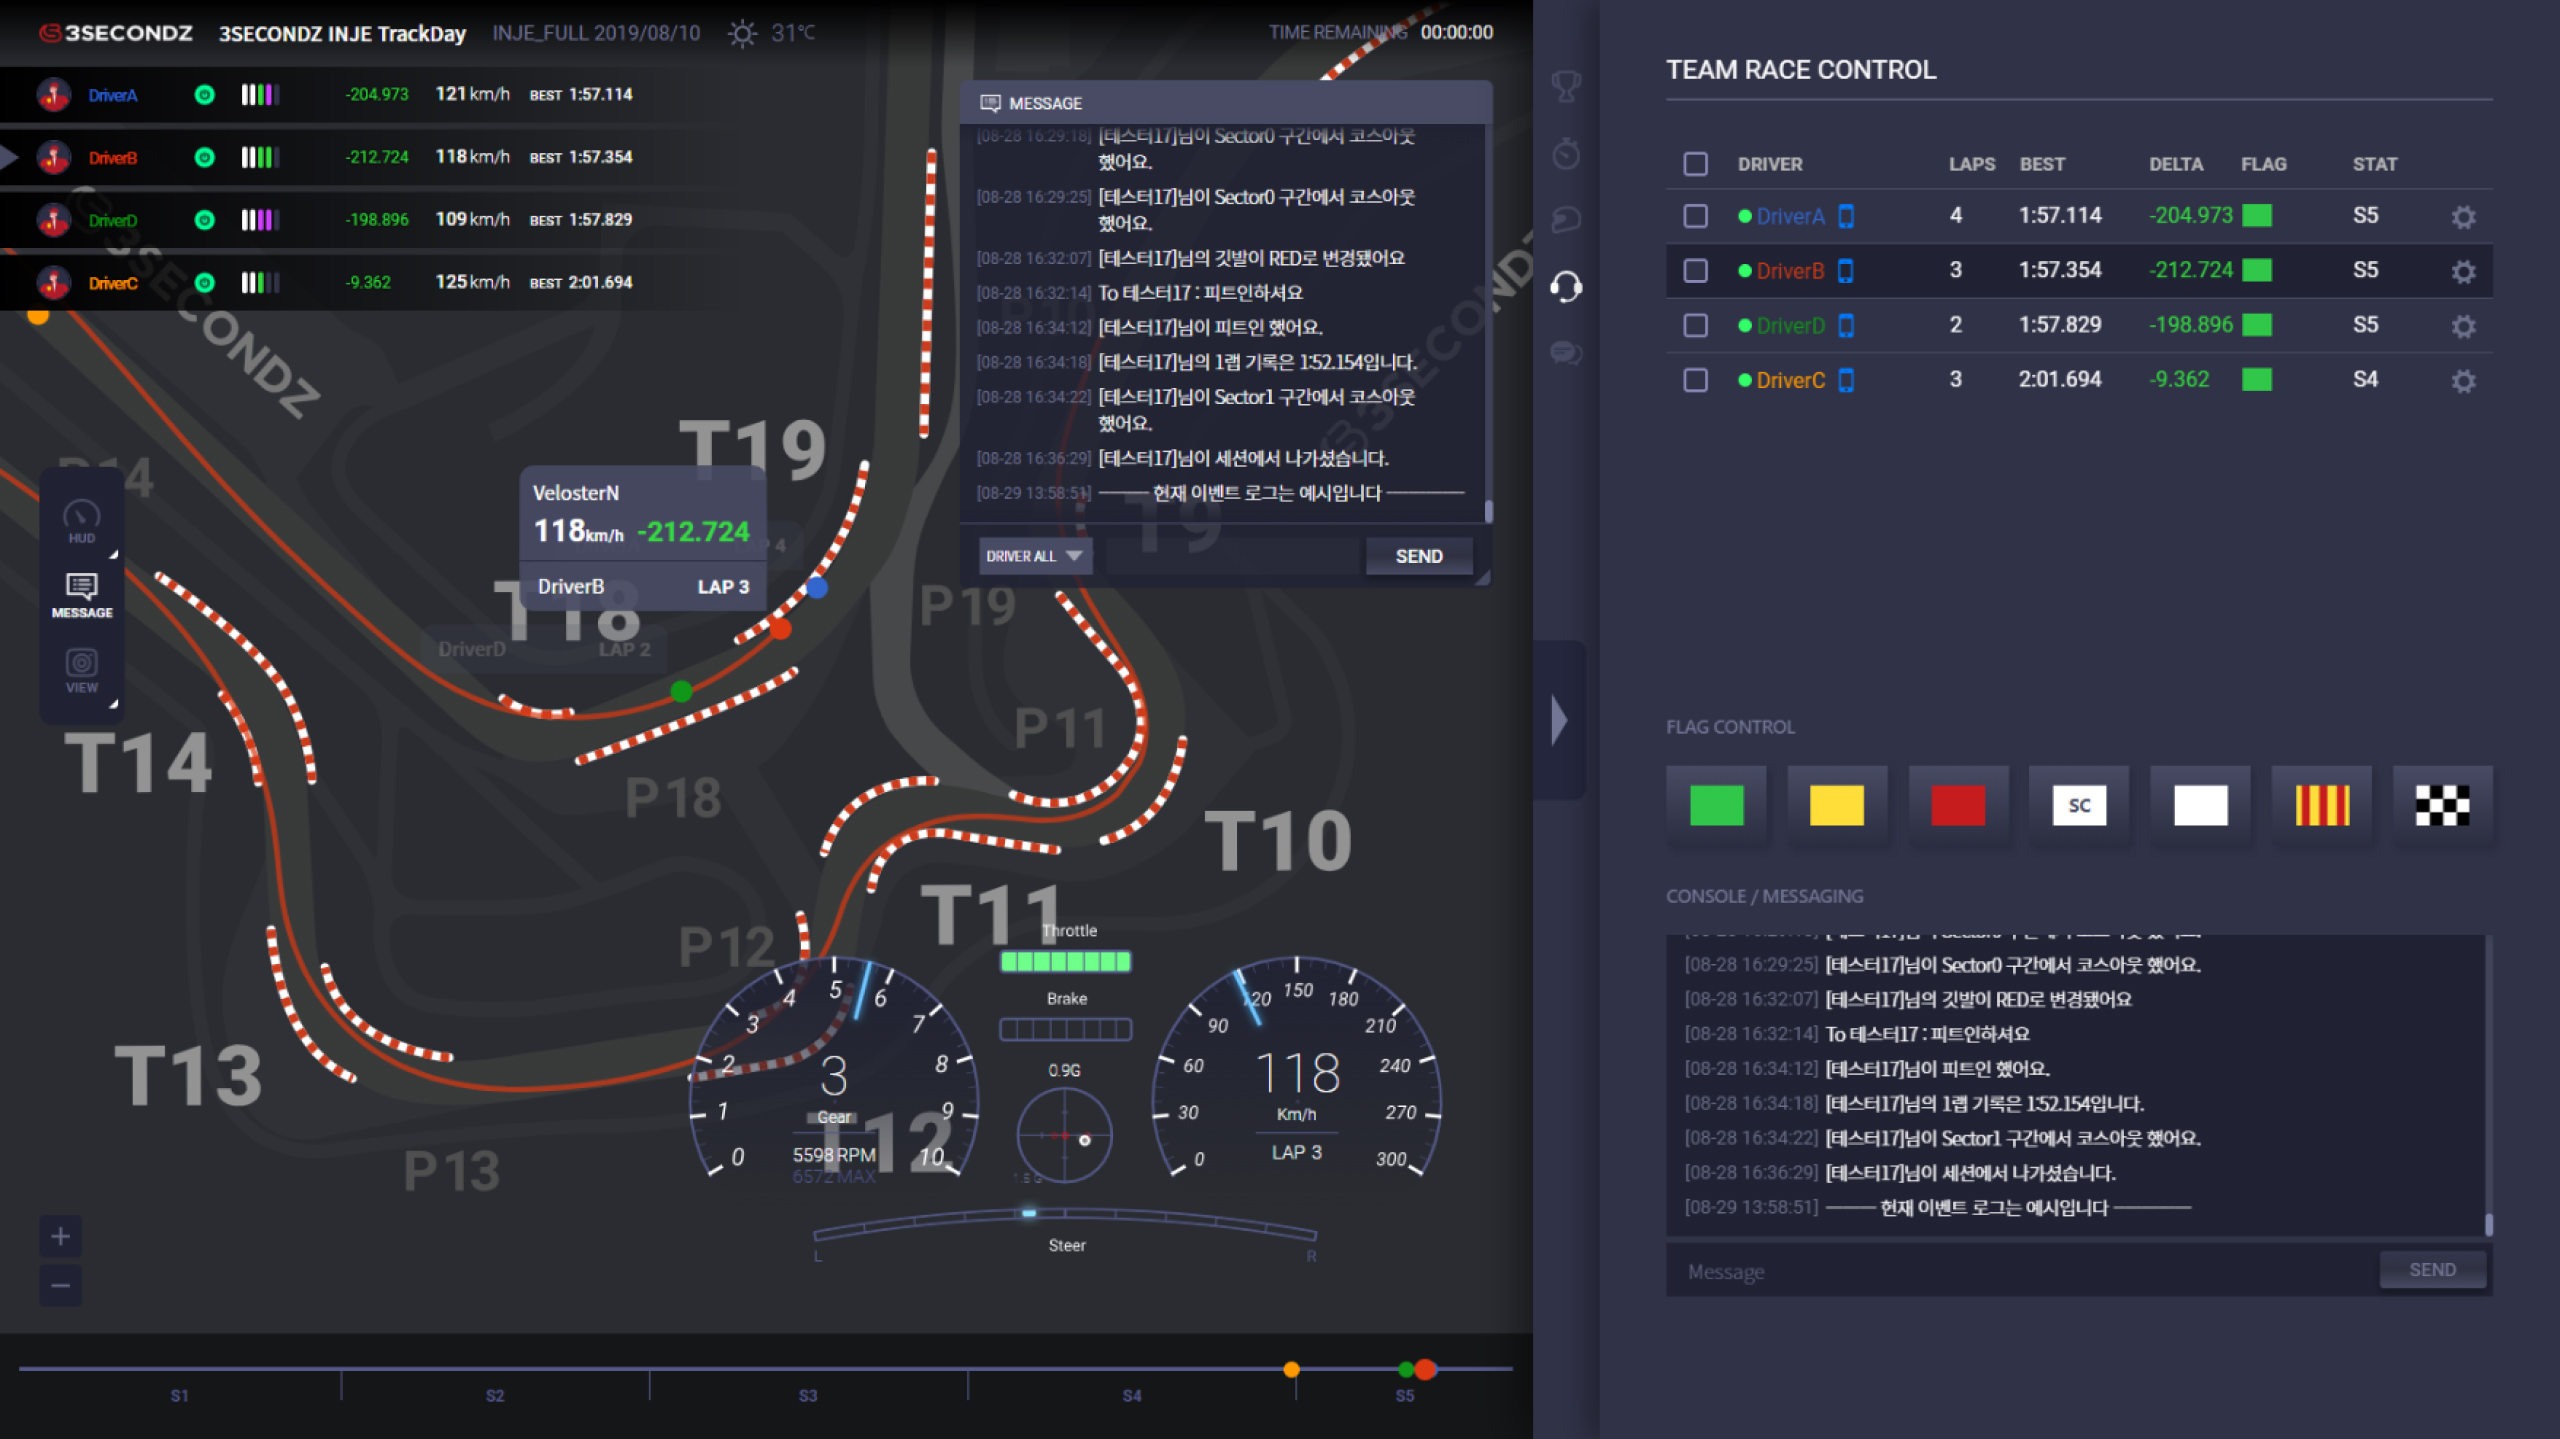 3SECONDZ 3SECONDZ INJE TrackDay INJE_FULL 2019/08/10 31℃ TIME REMAINING 00:00:00
DriverA -204.973 121 km/h BEST 1:57.114
DriverB -212.724 118 km/h BEST 1:57.354
DriverD -198.896 109 km/h BEST 1:57.829
DriverC -9.362 125 km/h BEST 2:01.694
3SECONDZ
3SECONDZ
MESSAGE
[08-28 16:29:18] [테스터17]님이 Sector0 구간에서 코스아웃
했어요.
[08-28 16:29:25] [테스터17]님이 Sector0 구간에서 코스아웃
했어요.
[08-28 16:32:07] [테스터17]님의 깃발이 RED로 변경됐어요
[08-28 16:32:14] To 테스터17 : 피트인하셔요
[08-28 16:34:12] [테스터17]님이 피트인 했어요.
[08-28 16:34:18] [테스터17]님의 1랩 기록은 1:52.154입니다.
[08-28 16:34:22] [테스터17]님이 Sector1 구간에서 코스아웃
했어요.
[08-28 16:36:29] [테스터17]님이 세션에서 나가셨습니다.
[08-29 13:58:51] ──── 현재 이벤트 로그는 예시입니다 ──────
DRIVER ALL SEND
HUD
MESSAGE
VIEW
T19
VelosterN
118km/h -212.724
DriverB LAP 3
T18
DriverD LAP 2
T9
P19
P11
T14
P18
T10
T11
P12
T13
P13
T12
Throttle
Brake
0.9G
0 1 2 3 4 5 6 7 8 9 10
3
Gear
5598 RPM
6572 MAX
0 30 60 90 120 150 180 210 240 270 300
118
Km/h
LAP 3
Steer
L R
+
−
S1 S2 S3 S4 S5
TEAM RACE CONTROL
DRIVER LAPS BEST DELTA FLAG STAT
DriverA 4 1:57.114 -204.973 S5
DriverB 3 1:57.354 -212.724 S5
DriverD 2 1:57.829 -198.896 S5
DriverC 3 2:01.694 -9.362 S4
FLAG CONTROL
SC
CONSOLE / MESSAGING
[08-28 16:29:25] [테스터17]님이 Sector0 구간에서 코스아웃 했어요.
[08-28 16:32:07] [테스터17]님의 깃발이 RED로 변경됐어요
[08-28 16:32:14] To 테스터17 : 피트인하셔요
[08-28 16:34:12] [테스터17]님이 피트인 했어요.
[08-28 16:34:18] [테스터17]님의 1랩 기록은 1:52.154입니다.
[08-28 16:34:22] [테스터17]님이 Sector1 구간에서 코스아웃 했어요.
[08-28 16:36:29] [테스터17]님이 세션에서 나가셨습니다.
[08-29 13:58:51] ──── 현재 이벤트 로그는 예시입니다 ──────
Message SEND